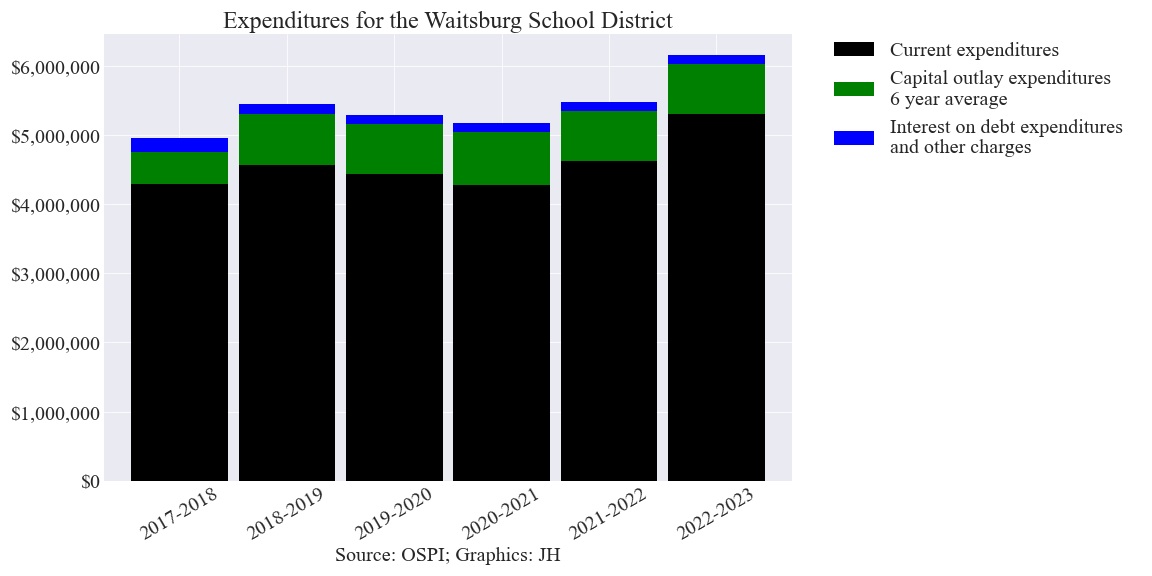 Expenditures for the Waitsburg School District
$6,000,000
$5,000,000
$4,000,000
$3,000,000
$2,000,000
$1,000,000
$0
2017-2018
2018-2019
2019-2020
2020-2021
2021-2022
2022-2023
Source: OSPI; Graphics: JH
Current expenditures
Capital outlay expenditures
6 year average
Interest on debt expenditures
and other charges